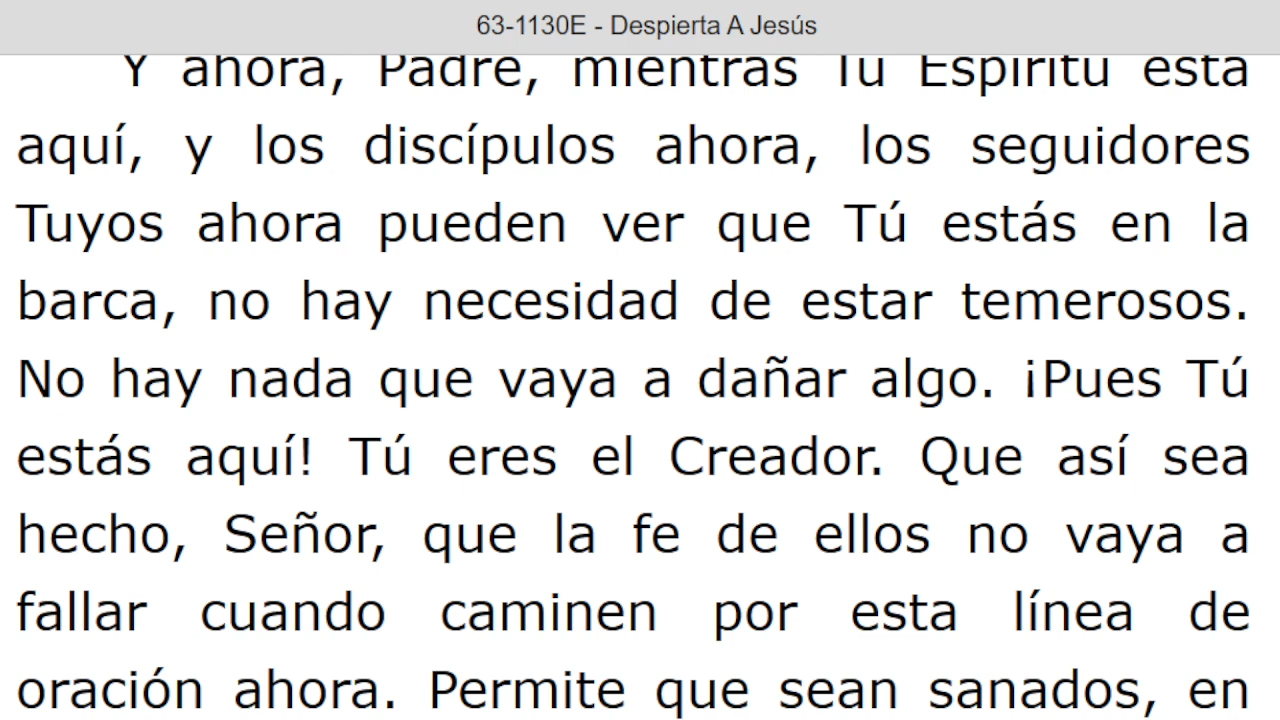 63-1130E - Despierta A Jesús
Y ahora, Padre, mientras Tu Espíritu está
aquí, y los discípulos ahora, los seguidores
Tuyos ahora pueden ver que Tú estás en la
barca, no hay necesidad de estar temerosos.
No hay nada que vaya a dañar algo. ¡Pues Tú
estás aquí! Tú eres el Creador. Que así sea
hecho, Señor, que la fe de ellos no vaya a
fallar cuando caminen por esta línea de
oración ahora. Permite que sean sanados, en